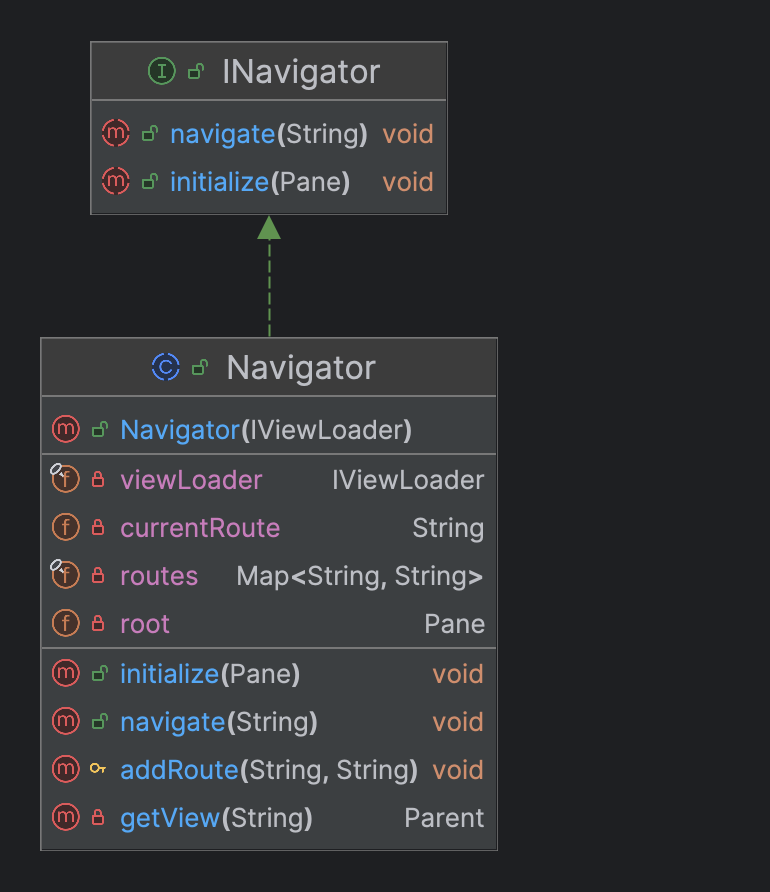 INavigator
navigate(String) void
initialize(Pane) void
Navigator
Navigator(IViewLoader)
viewLoader IViewLoader
currentRoute String
routes Map<String, String>
root Pane
initialize(Pane) void
navigate(String) void
addRoute(String, String) void
getView(String) Parent